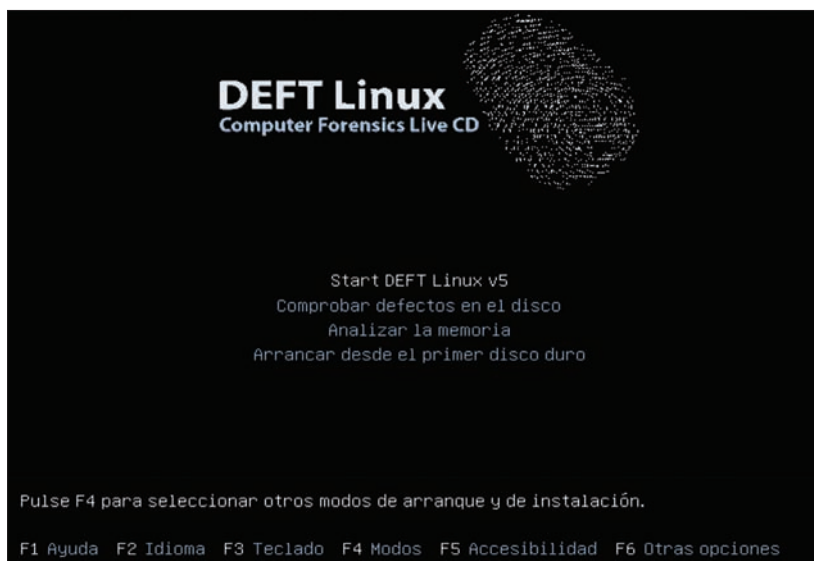 DEFT Linux
Computer Forensics Live CD
Start DEFT Linux v5
Comprobar defectos en el disco
Analizar la memoria
Arrancar desde el primer disco duro
Pulse F4 para seleccionar otros modos de arranque y de instalación.
F1 Ayuda F2 Idioma F3 Teclado F4 Modos F5 Accesibilidad F6 Otras opciones